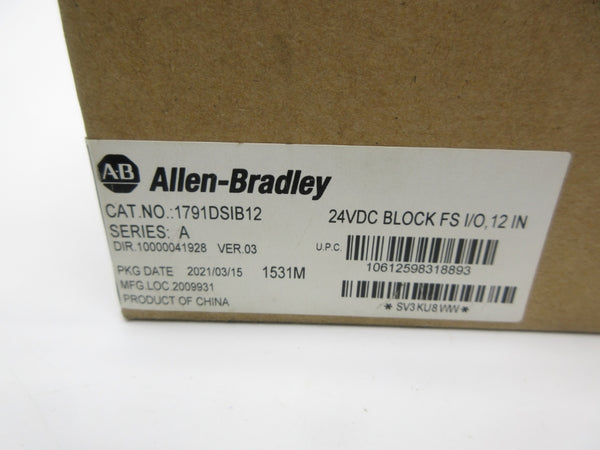 A-B Allen-Bradley
CAT.NO.:1791DSIB12 24VDC BLOCK FS I/O,12 IN
SERIES: A
DIR.10000041928 VER.03 U.P.C.
10612598318893
PKG DATE 2021/03/15 1531M
MFG.LOC.2009931
PRODUCT OF CHINA
* SV3KU8WW *